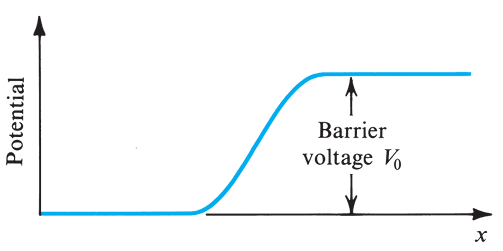 Potential
Barrier
voltage V₀
x